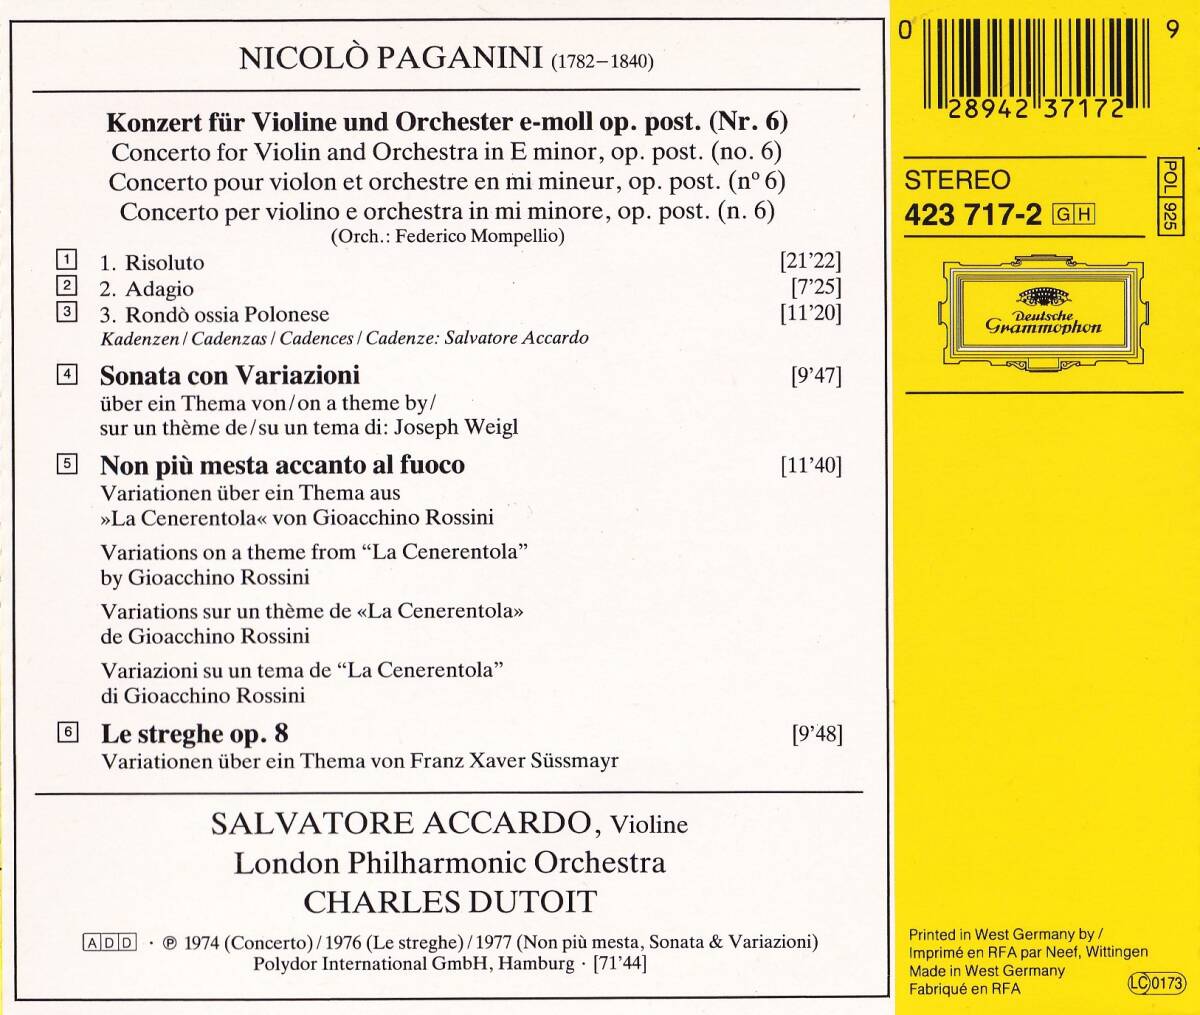 NICOLÒ PAGANINI (1782–1840)
Konzert für Violine und Orchester e-moll op. post. (Nr. 6)
Concerto for Violin and Orchestra in E minor, op. post. (no. 6)
Concerto pour violon et orchestre en mi mineur, op. post. (nº 6)
Concerto per violino e orchestra in mi minore, op. post. (n. 6)
(Orch.: Federico Mompellio)
1 1. Risoluto [21’22]
2 2. Adagio [7’25]
3 3. Rondò ossia Polonese [11’20]
Kadenzen / Cadenzas / Cadences / Cadenze: Salvatore Accardo
4 Sonata con Variazioni [9’47]
über ein Thema von / on a theme by /
sur un thème de / su un tema di: Joseph Weigl
5 Non più mesta accanto al fuoco [11’40]
Variationen über ein Thema aus
»La Cenerentola« von Gioacchino Rossini
Variations on a theme from “La Cenerentola”
by Gioacchino Rossini
Variations sur un thème de «La Cenerentola»
de Gioacchino Rossini
Variazioni su un tema de “La Cenerentola”
di Gioacchino Rossini
6 Le streghe op. 8 [9’48]
Variationen über ein Thema von Franz Xaver Süssmayr
SALVATORE ACCARDO, Violine
London Philharmonic Orchestra
CHARLES DUTOIT
ADD · ℗ 1974 (Concerto) / 1976 (Le streghe) / 1977 (Non più mesta, Sonata & Variazioni)
Polydor International GmbH, Hamburg · [71’44]
0 28942 37172 9
STEREO
423 717-2 GH
POL 925
Deutsche
Grammophon
Printed in West Germany by /
Imprimé en RFA par Neef, Wittingen
Made in West Germany
Fabriqué en RFA
LC 0173